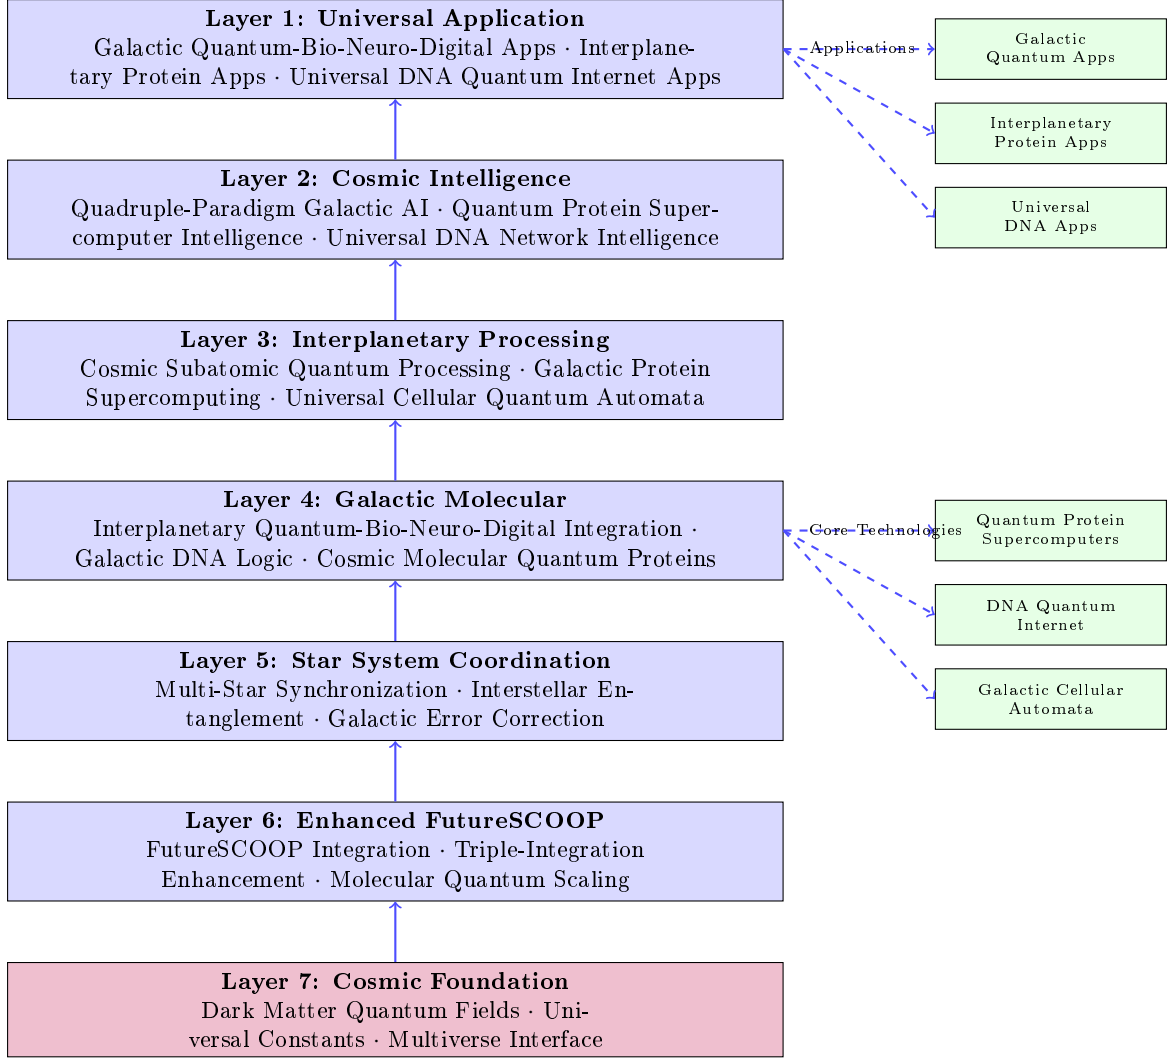 Layer 1: Universal Application
Galactic Quantum-Bio-Neuro-Digital Apps · Interplane-
tary Protein Apps · Universal DNA Quantum Internet Apps
Applications
Galactic
Quantum Apps
Interplanetary
Protein Apps
Universal
DNA Apps
Layer 2: Cosmic Intelligence
Quadruple-Paradigm Galactic AI · Quantum Protein Super-
computer Intelligence · Universal DNA Network Intelligence
Layer 3: Interplanetary Processing
Cosmic Subatomic Quantum Processing · Galactic Protein
Supercomputing · Universal Cellular Quantum Automata
Layer 4: Galactic Molecular
Interplanetary Quantum-Bio-Neuro-Digital Integration ·
Galactic DNA Logic · Cosmic Molecular Quantum Proteins
Core Technologies
Quantum Protein
Supercomputers
DNA Quantum
Internet
Galactic Cellular
Automata
Layer 5: Star System Coordination
Multi-Star Synchronization · Interstellar En-
tanglement · Galactic Error Correction
Layer 6: Enhanced FutureSCOOP
FutureSCOOP Integration · Triple-Integration
Enhancement · Molecular Quantum Scaling
Layer 7: Cosmic Foundation
Dark Matter Quantum Fields · Uni-
versal Constants · Multiverse Interface